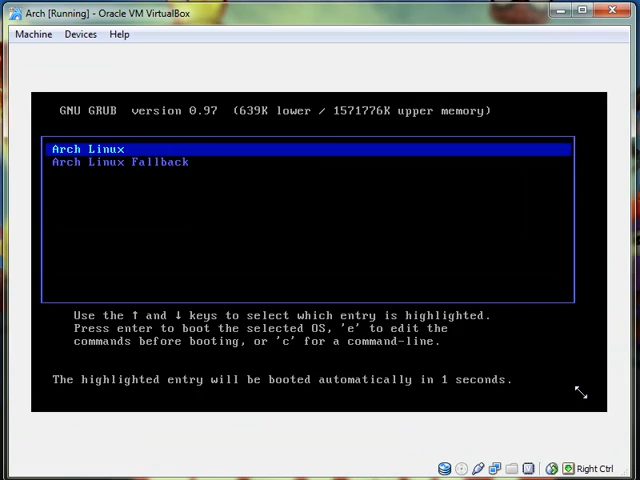 Arch [Running] - Oracle VM VirtualBox
Machine Devices Help
GNU GRUB version 0.97 (639K lower / 1571776K upper memory)
Arch Linux
Arch Linux Fallback
Use the ↑ and ↓ keys to select which entry is highlighted.
Press enter to boot the selected OS, 'e' to edit the
commands before booting, or 'c' for a command-line.
The highlighted entry will be booted automatically in 1 seconds.
Right Ctrl